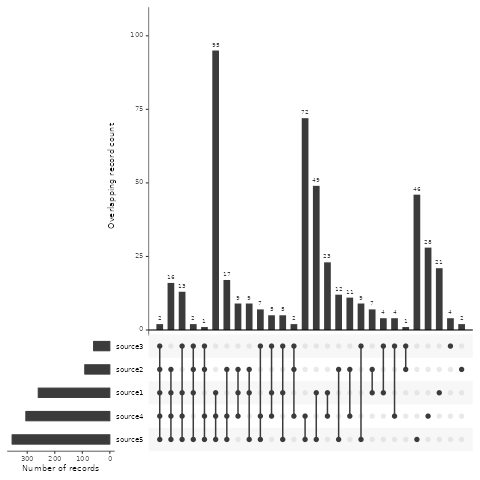 100
75
50
25
0
Overlapping record count
2 16 13 2 1 95 17 9 9 7 5 5 2 72 49 23 12 11 9 7 4 4 1 46 28 21 4 2
source3
source2
source1
source4
source5
300 200 100 0
Number of records